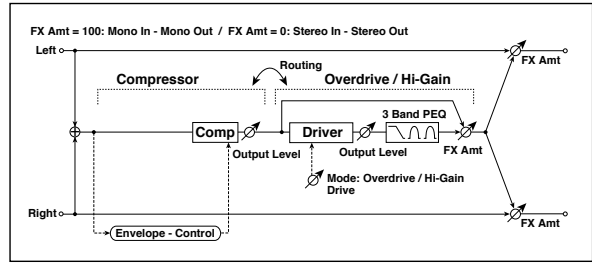 FX Amt = 100: Mono In - Mono Out / FX Amt = 0: Stereo In - Stereo Out
Left
FX Amt
Routing
Compressor
Overdrive / Hi-Gain
3 Band PEQ
Comp
Driver
Output Level
Output Level
FX Amt
Mode: Overdrive / Hi-Gain
Drive
Right
FX Amt
Envelope - Control